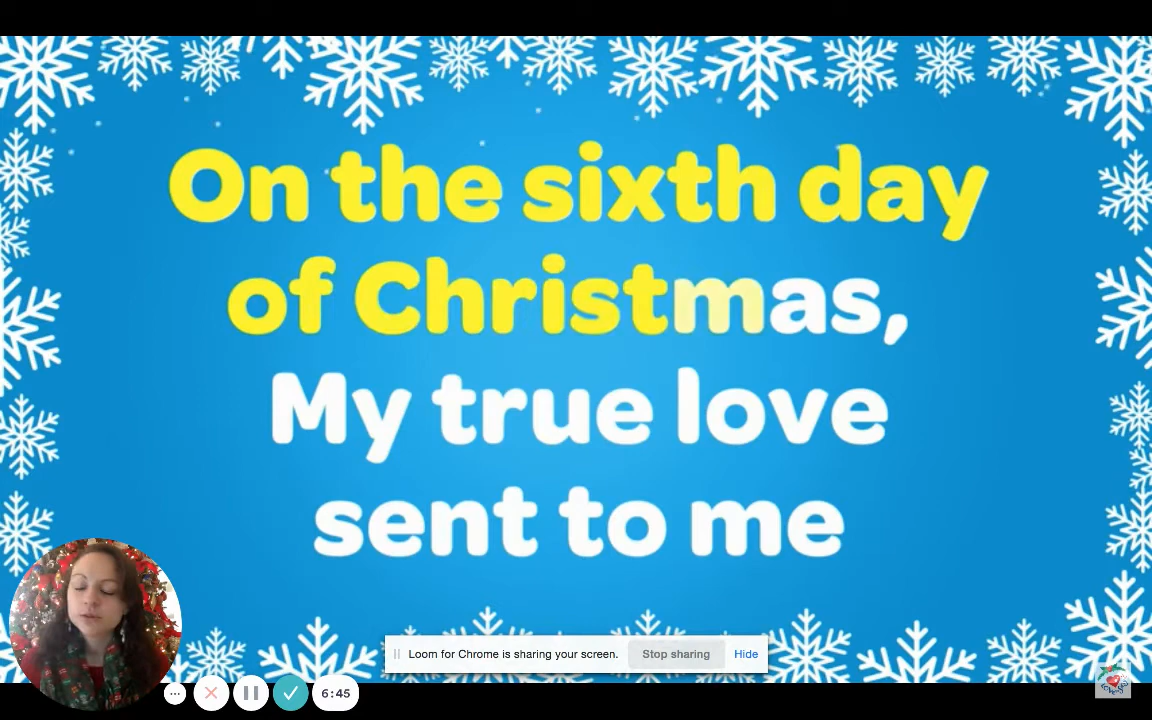 On the sixth day
of Christmas,
My true love
sent to me
Loom for Chrome is sharing your screen. Stop sharing Hide
6:45